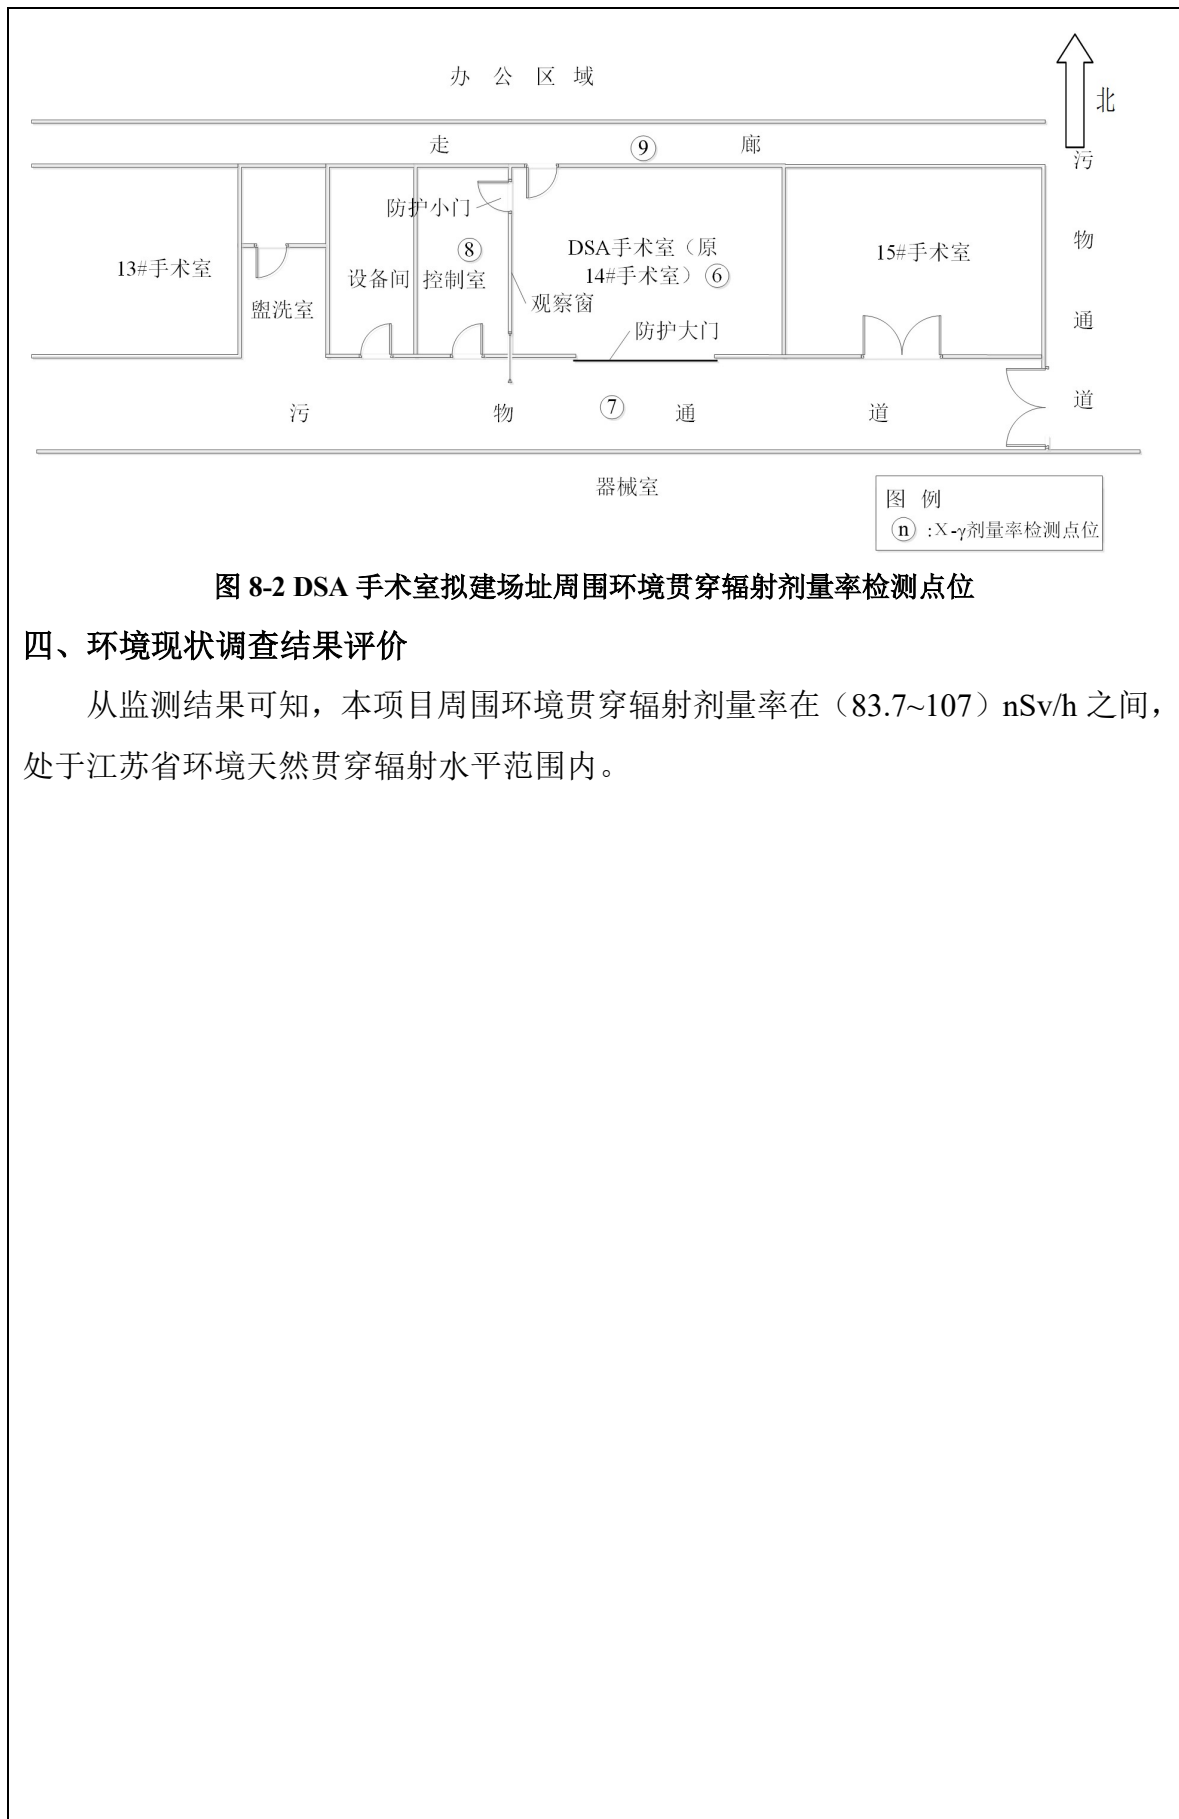 办 公 区 域
北
走 ⑨ 廊
污
物
通
道
防护小门
13#手术室
盥洗室
设备间
⑧
控制室
DSA手术室（原
14#手术室） ⑥
观察窗
防护大门
15#手术室
污 物 ⑦ 通 道
器械室
图 例
ⓝ :X-γ剂量率检测点位
图 8-2 DSA 手术室拟建场址周围环境贯穿辐射剂量率检测点位
四、环境现状调查结果评价
从监测结果可知，本项目周围环境贯穿辐射剂量率在（83.7~107）nSv/h 之间，
处于江苏省环境天然贯穿辐射水平范围内。